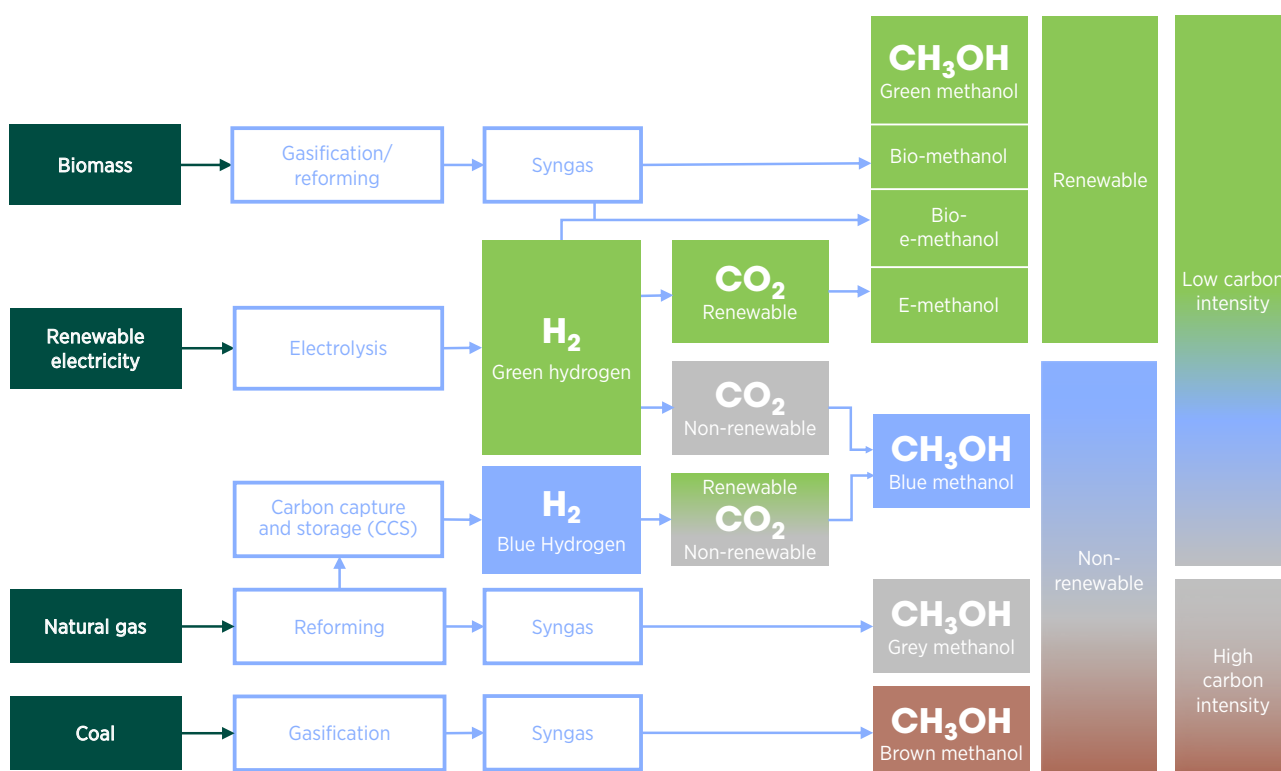 CH₃OH
Green methanol
Biomass
Gasification/
reforming
Syngas
Bio-methanol
Renewable
Bio-
e-methanol
Low carbon
intensity
CO₂
Renewable
E-methanol
Renewable
electricity
Electrolysis
H₂
Green hydrogen
CO₂
Non-renewable
CH₃OH
Blue methanol
Carbon capture
and storage (CCS)
H₂
Blue Hydrogen
Renewable
CO₂
Non-renewable
Non-
renewable
Natural gas
Reforming
Syngas
CH₃OH
Grey methanol
High
carbon
intensity
Coal
Gasification
Syngas
CH₃OH
Brown methanol